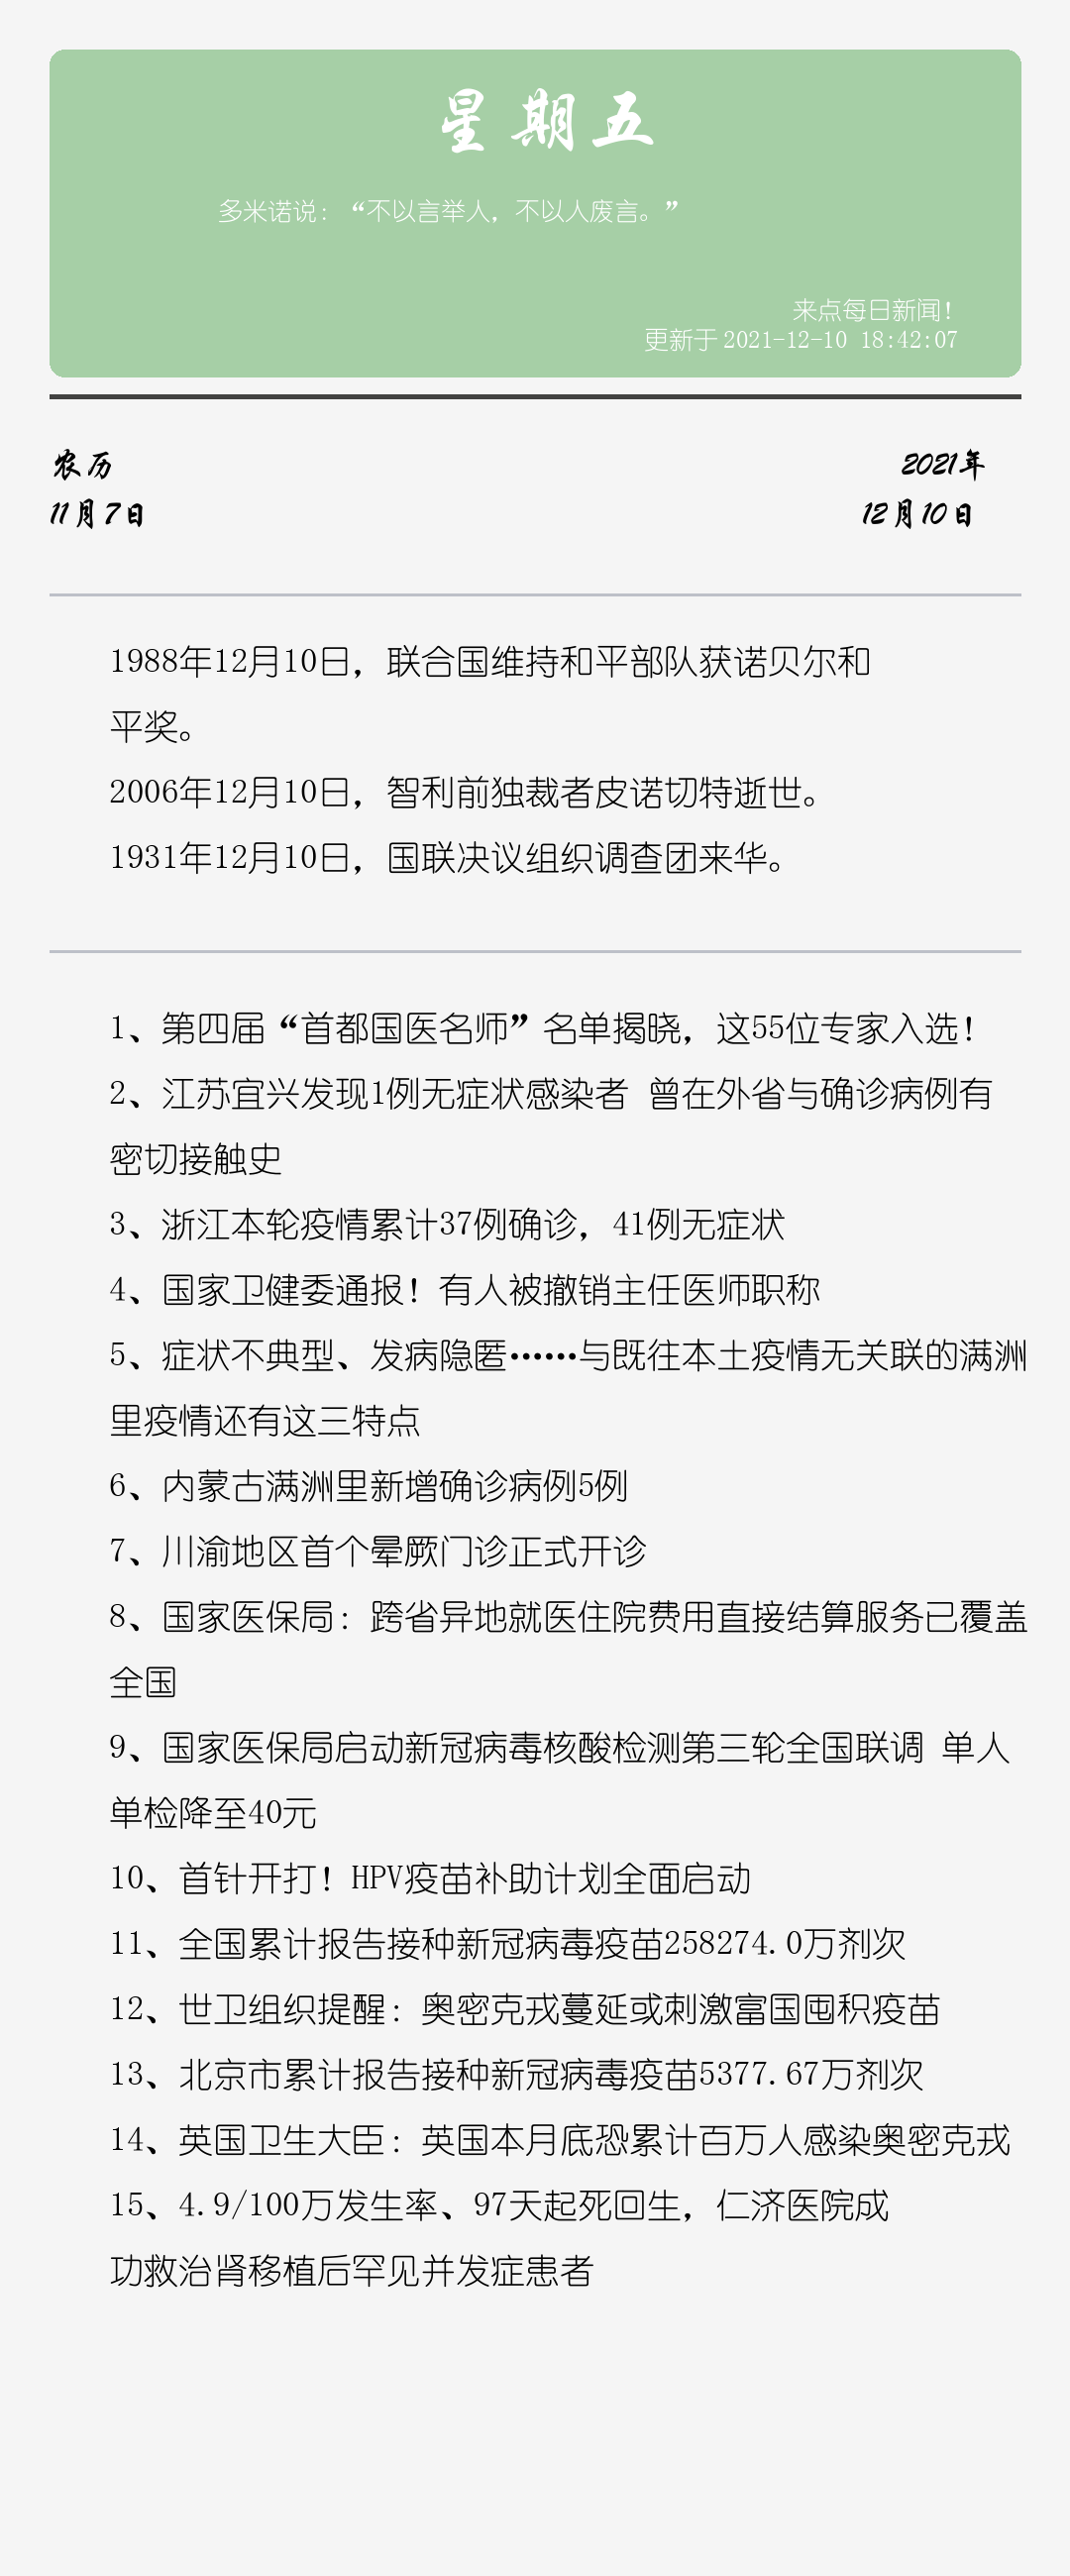 星期五
多米诺说：“不以言举人，不以人废言。”
来点每日新闻！
更新于2021-12-10 18:42:07
农历
2021年
11月7日
12月10日
1988年12月10日，联合国维持和平部队获诺贝尔和
平奖。
2006年12月10日，智利前独裁者皮诺切特逝世。
1931年12月10日，国联决议组织调查团来华。
1、第四届“首都国医名师”名单揭晓，这55位专家入选！
2、江苏宜兴发现1例无症状感染者 曾在外省与确诊病例有
密切接触史
3、浙江本轮疫情累计37例确诊，41例无症状
4、国家卫健委通报！有人被撤销主任医师职称
5、症状不典型、发病隐匿……与既往本土疫情无关联的满洲
里疫情还有这三特点
6、内蒙古满洲里新增确诊病例5例
7、川渝地区首个晕厥门诊正式开诊
8、国家医保局：跨省异地就医住院费用直接结算服务已覆盖
全国
9、国家医保局启动新冠病毒核酸检测第三轮全国联调 单人
单检降至40元
10、首针开打！HPV疫苗补助计划全面启动
11、全国累计报告接种新冠病毒疫苗258274.0万剂次
12、世卫组织提醒：奥密克戎蔓延或刺激富国囤积疫苗
13、北京市累计报告接种新冠病毒疫苗5377.67万剂次
14、英国卫生大臣：英国本月底恐累计百万人感染奥密克戎
15、4.9/100万发生率、97天起死回生，仁济医院成
功救治肾移植后罕见并发症患者